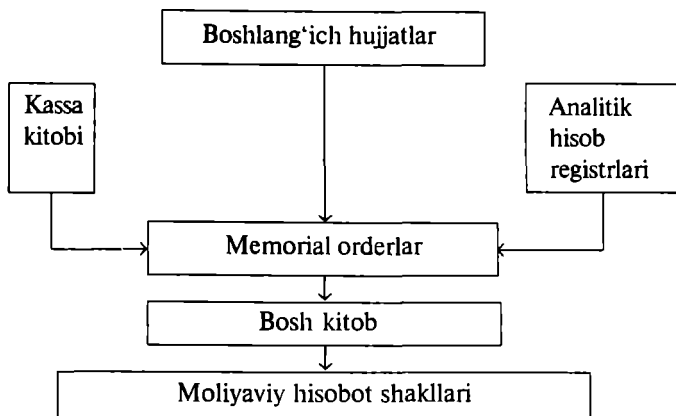 Boshlang‘ich hujjatlar
Kassa
kitobi
Analitik
hisob
registrlari
Memorial orderlar
Bosh kitob
Moliyaviy hisobot shakllari